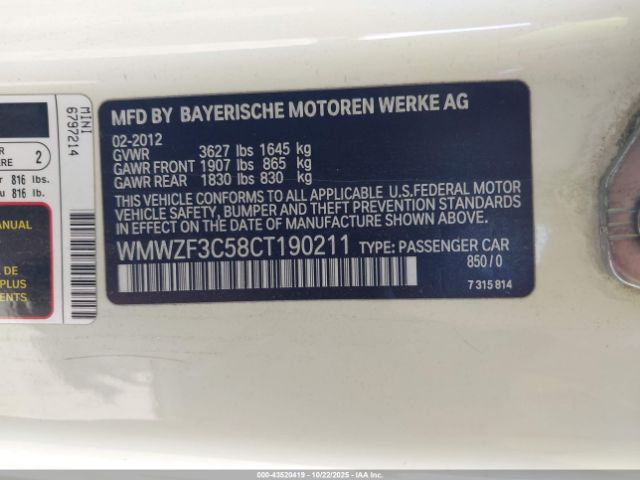 MFD BY BAYERISCHE MOTOREN WERKE AG
02-2012
GVWR 3627 lbs 1645 kg
GAWR FRONT 1907 lbs 865 kg
GAWR REAR 1830 lbs 830 kg
THIS VEHICLE CONFORMS TO ALL APPLICABLE U.S.FEDERAL MOTOR
VEHICLE SAFETY, BUMPER AND THEFT PREVENTION STANDARDS
IN EFFECT ON THE DATE OF MANUFACTURE SHOWN ABOVE.
WMWZF3C58CT190211 TYPE: PASSENGER CAR
850/0
7 315 814
MINI
6797214
2
816 lbs.
816 lb.
ANUAL
DE
PLUS
ENTS
000-43520419 - 10/22/2025 - IAA, Inc.